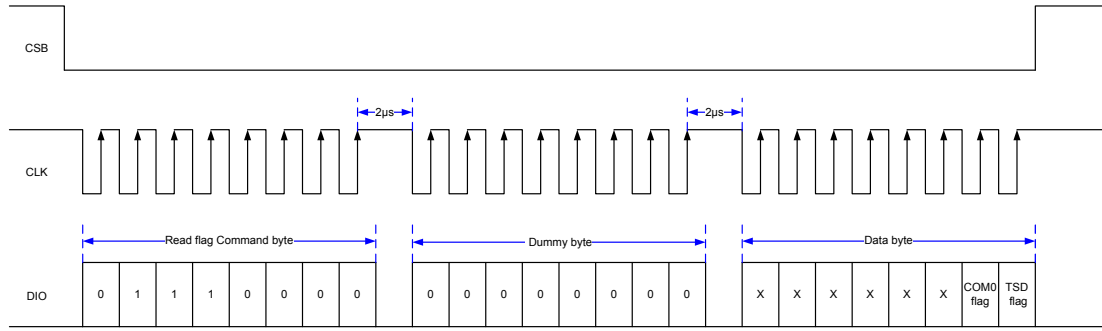 CSB
2µs
2µs
CLK
Read flag Command byte
Dummy byte
Data byte
DIO
0 1 1 1 0 0 0 0
0 0 0 0 0 0 0 0
X X X X X X COM0 flag TSD flag